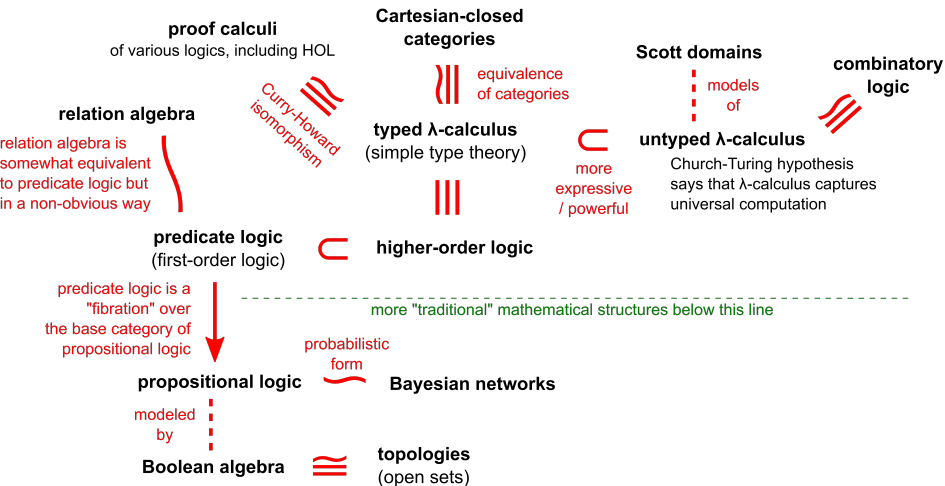 proof calculi
of various logics, including HOL
Cartesian-closed
categories
Scott domains
combinatory
logic
relation algebra
Curry-Howard
isomorphism
equivalence
of categories
models
of
relation algebra is
somewhat equivalent
to predicate logic but
in a non-obvious way
typed λ-calculus
(simple type theory)
untyped λ-calculus
more
expressive
/ powerful
Church-Turing hypothesis
says that λ-calculus captures
universal computation
predicate logic
(first-order logic)
higher-order logic
predicate logic is a
"fibration" over
the base category of
propositional logic
more "traditional" mathematical structures below this line
probabilistic
form
propositional logic
Bayesian networks
modeled
by
Boolean algebra
topologies
(open sets)